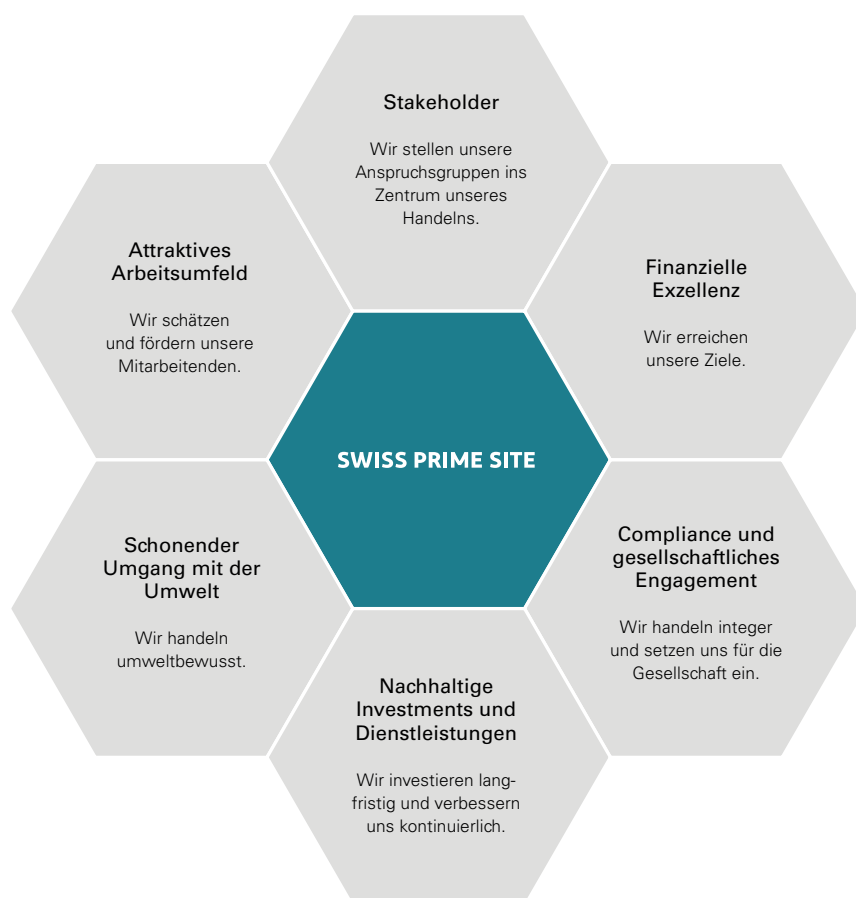 Stakeholder
Wir stellen unsere
Anspruchsgruppen ins
Zentrum unseres
Handelns.
Attraktives
Arbeitsumfeld
Wir schätzen
und fördern unsere
Mitarbeitenden.
Finanzielle
Exzellenz
Wir erreichen
unsere Ziele.
SWISS PRIME SITE
Schonender
Umgang mit der
Umwelt
Wir handeln
umweltbewusst.
Compliance und
gesellschaftliches
Engagement
Wir handeln integer
und setzen uns für die
Gesellschaft ein.
Nachhaltige
Investments und
Dienstleistungen
Wir investieren lang-
fristig und verbessern
uns kontinuierlich.